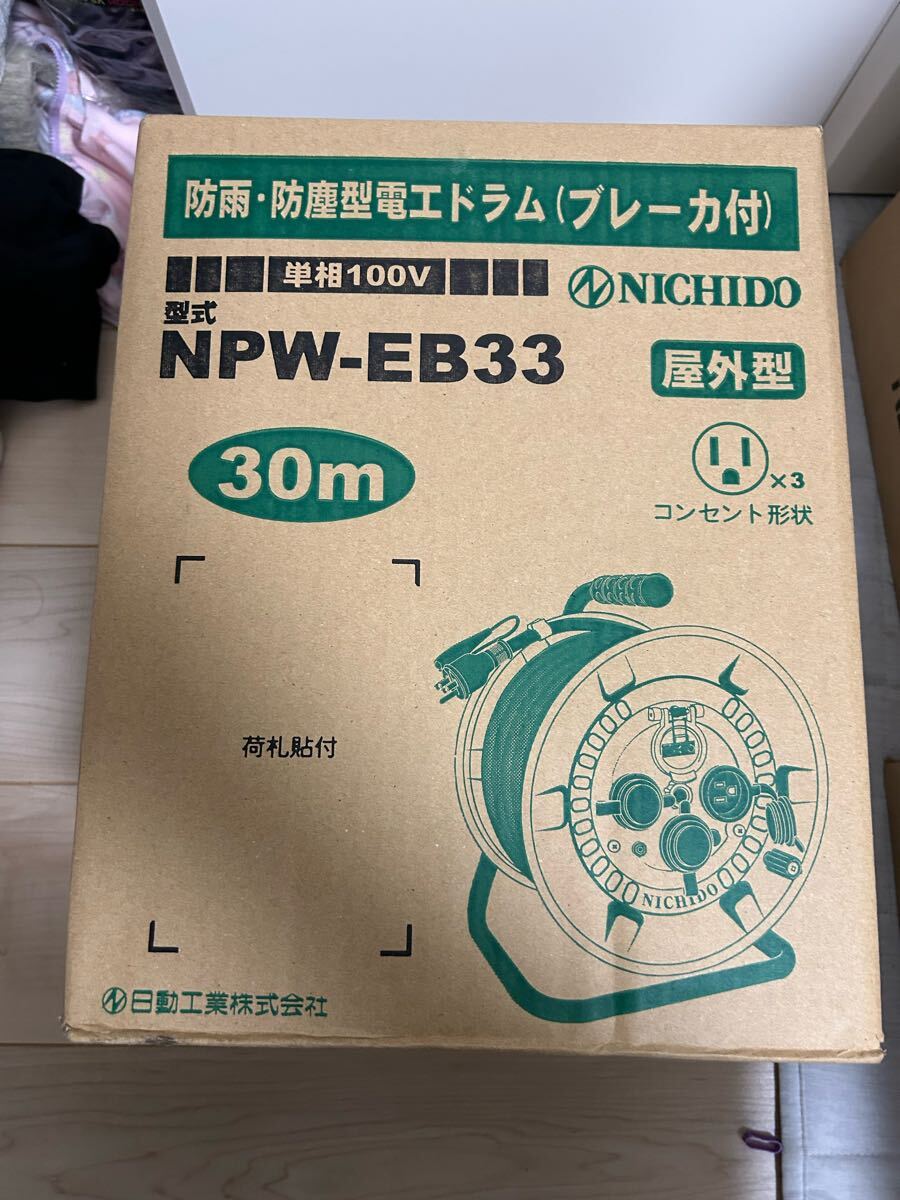 防雨・防塵型電工ドラム(ブレーカ付)
単相100V
NICHIDO
型式
NPW-EB33
屋外型
30m
×3
コンセント形状
荷札貼付
NICHIDO
日動工業株式会社